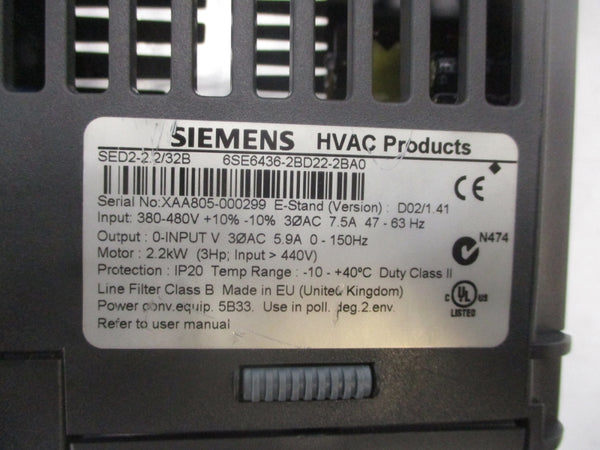 SIEMENS HVAC Products
SED2-2.2/32B 6SE6436-2BD22-2BA0
Serial No:XAA805-000299 E-Stand (Version) : D02/1.41
Input: 380-480V +10% -10% 3ØAC 7.5A 47 - 63 Hz
Output : 0-INPUT V 3ØAC 5.9A 0 - 150Hz
Motor : 2.2kW (3Hp; Input > 440V)
Protection : IP20 Temp Range : -10 - +40ºC Duty Class II
Line Filter Class B Made in EU (United Kingdom)
Power conv.equip. 5B33. Use in poll. deg.2.env.
Refer to user manual
CE
N474
C UL US
LISTED